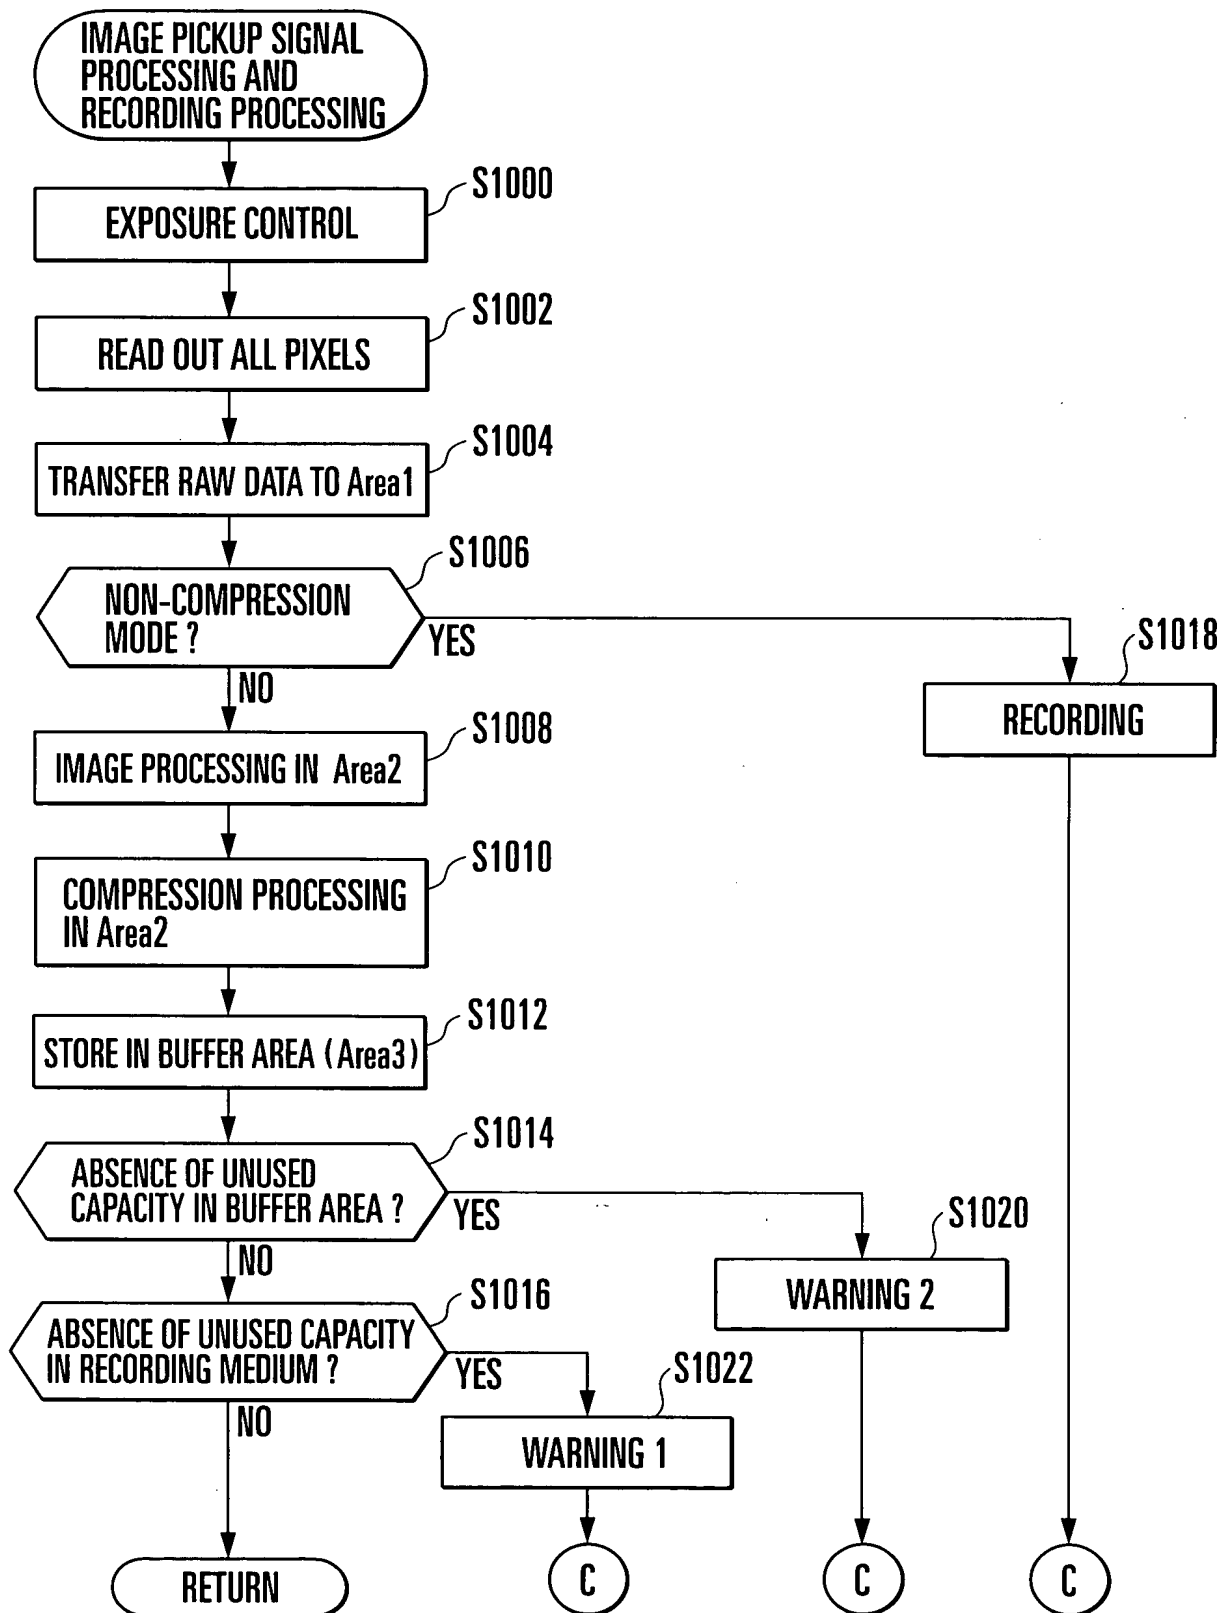 IMAGE PICKUP SIGNAL
PROCESSING AND
RECORDING PROCESSING
S1000
EXPOSURE CONTROL
S1002
READ OUT ALL PIXELS
S1004
TRANSFER RAW DATA TO Area1
S1006
NON-COMPRESSION
MODE ?
YES
NO
S1018
RECORDING
S1008
IMAGE PROCESSING IN Area2
S1010
COMPRESSION PROCESSING
IN Area2
S1012
STORE IN BUFFER AREA (Area3)
S1014
ABSENCE OF UNUSED
CAPACITY IN BUFFER AREA ?
YES
NO
S1020
WARNING 2
S1016
ABSENCE OF UNUSED CAPACITY
IN RECORDING MEDIUM ?
YES
NO
S1022
WARNING 1
RETURN
C
C
C